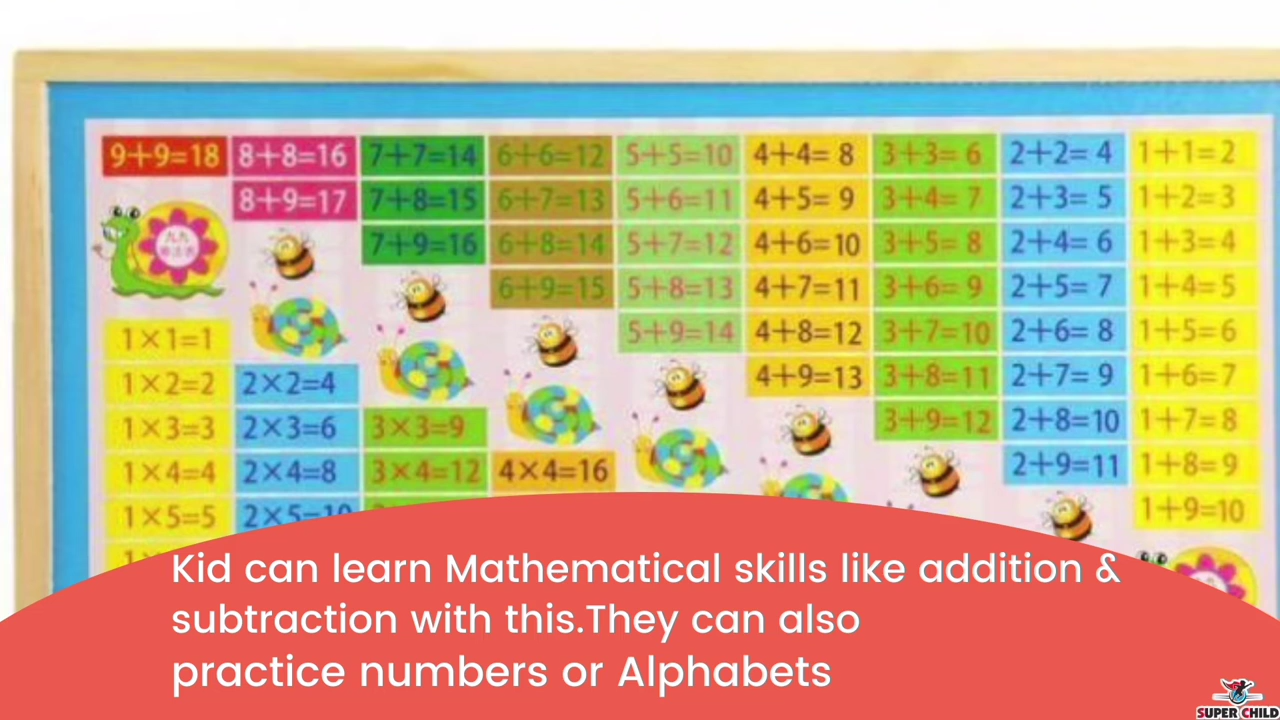 9+9=18 8+8=16 7+7=14 6+6=12 5+5=10 4+4= 8 3+3= 6 2+2= 4 1+1=2
8+9=17 7+8=15 6+7=13 5+6=11 4+5= 9 3+4= 7 2+3= 5 1+2=3
7+9=16 6+8=14 5+7=12 4+6=10 3+5= 8 2+4= 6 1+3=4
6+9=15 5+8=13 4+7=11 3+6= 9 2+5= 7 1+4=5
1×1=1 5+9=14 4+8=12 3+7=10 2+6= 8 1+5=6
1×2=2 2×2=4 4+9=13 3+8=11 2+7= 9 1+6=7
1×3=3 2×3=6 3×3=9 3+9=12 2+8=10 1+7=8
1×4=4 2×4=8 3×4=12 4×4=16 2+9=11 1+8=9
1×5=5 2×5=10 1+9=10
Kid can learn Mathematical skills like addition &
subtraction with this.They can also
practice numbers or Alphabets
SUPER CHILD